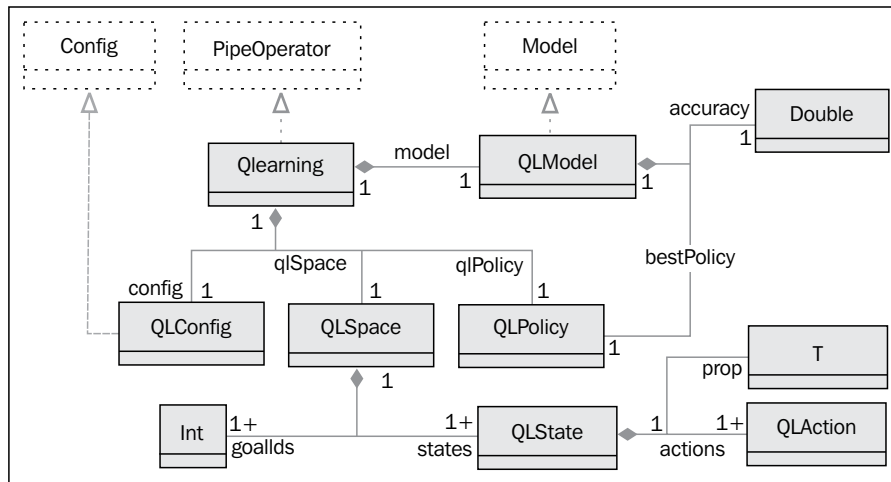 Config
PipeOperator
Model
accuracy
Double
1
Qlearning
model
QLModel
1
1
1
1
qlSpace
qlPolicy
bestPolicy
config
1
1
1
QLConfig
QLSpace
QLPolicy
1
1
T
prop
Int
1+
goalIds
1+
states
QLState
1
actions
1+
QLAction